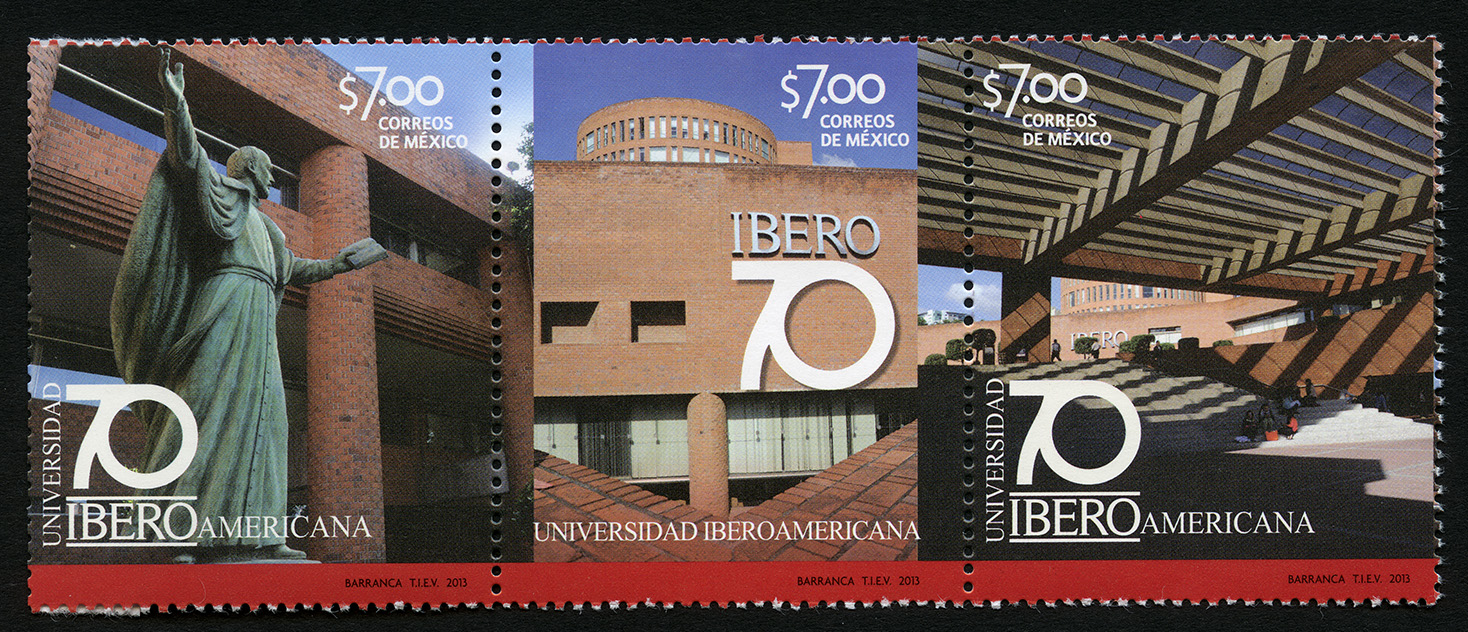 $7.00
CORREOS
DE MÉXICO
UNIVERSIDAD
70
IBEROAMERICANA
BARRANCA T.I.E.V. 2013
$7.00
CORREOS
DE MÉXICO
IBERO
70
UNIVERSIDAD IBEROAMERICANA
BARRANCA T.I.E.V. 2013
$7.00
CORREOS
DE MÉXICO
IBERO
UNIVERSIDAD
70
IBEROAMERICANA
BARRANCA T.I.E.V. 2013